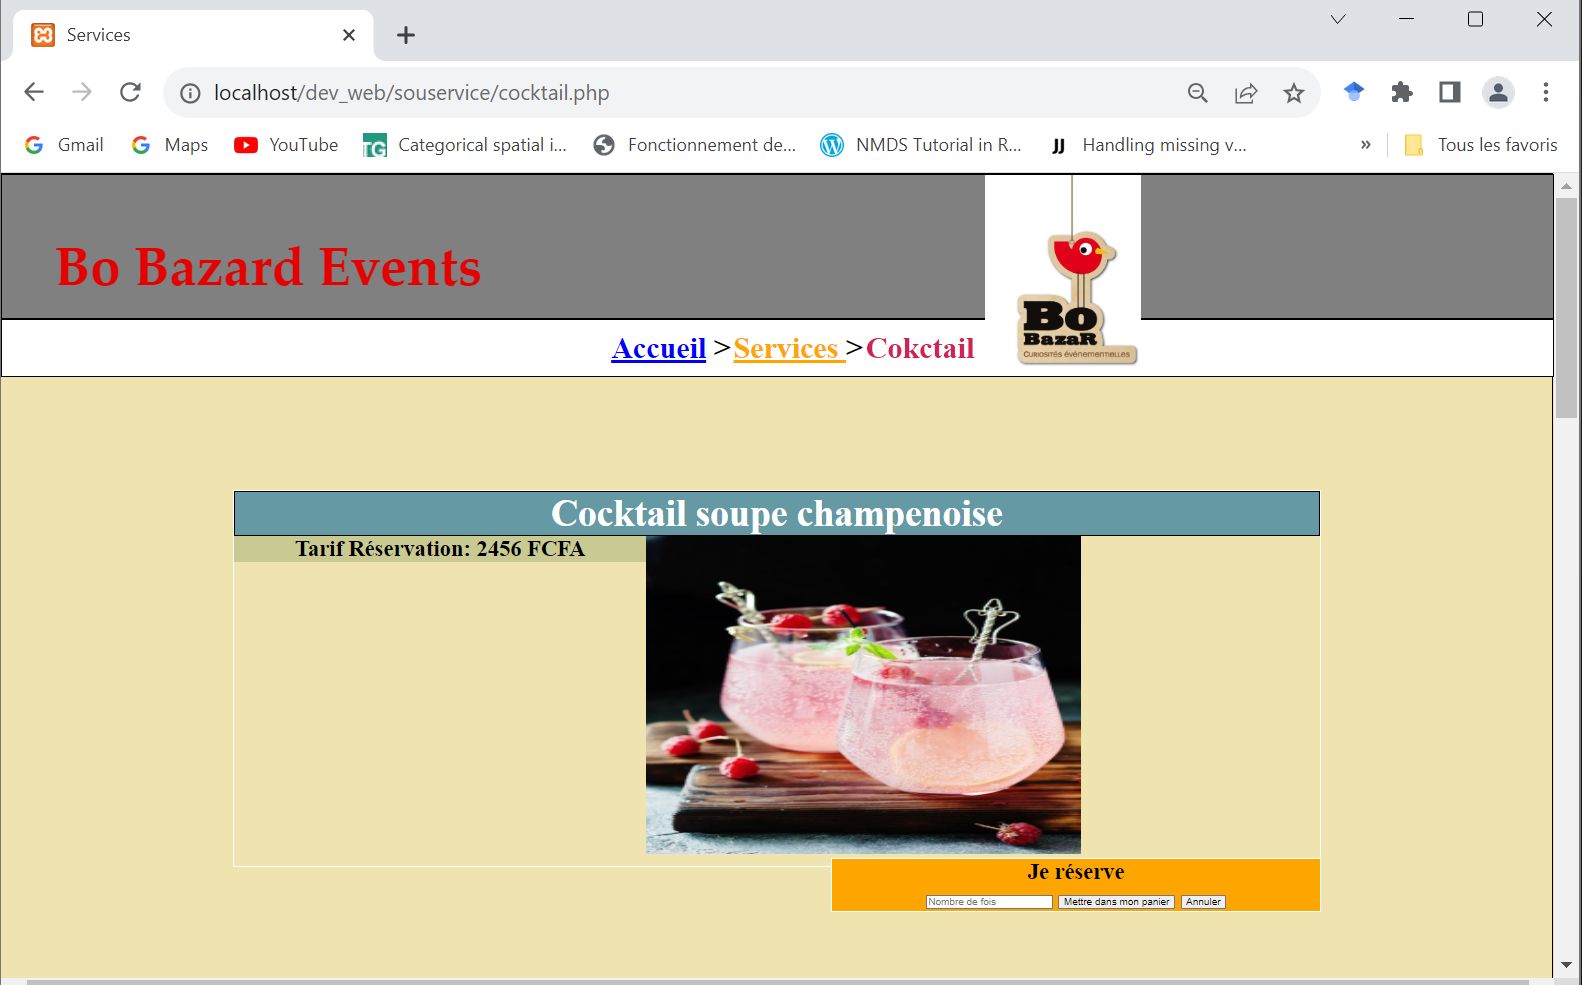 Services
localhost/dev_web/souservice/cocktail.php
Gmail Maps YouTube Categorical spatial i... Fonctionnement de... NMDS Tutorial in R... JJ Handling missing v... » Tous les favoris
Bo Bazard Events
Bo
BazaR
Curiosités événementielles
Accueil >Services >Cokctail
Cocktail soupe champenoise
Tarif Réservation: 2456 FCFA
Je réserve
Nombre de fois Mettre dans mon panier Annuler